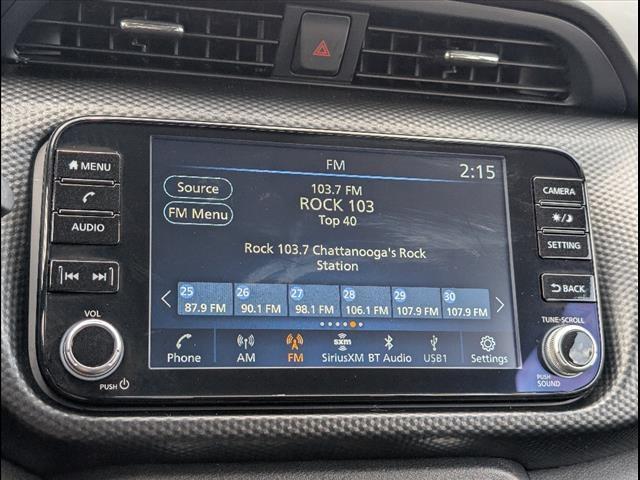 FM
2:15
Source
FM Menu
103.7 FM
ROCK 103
Top 40
Rock 103.7 Chattanooga's Rock
Station
25 26 27 28 29 30
87.9 FM 90.1 FM 98.1 FM 106.1 FM 107.9 FM 107.9 FM
Phone AM FM SiriusXM BT Audio USB1 Settings
sxm
MENU
AUDIO
VOL
PUSH
CAMERA
SETTING
BACK
TUNE·SCROLL
PUSH
SOUND